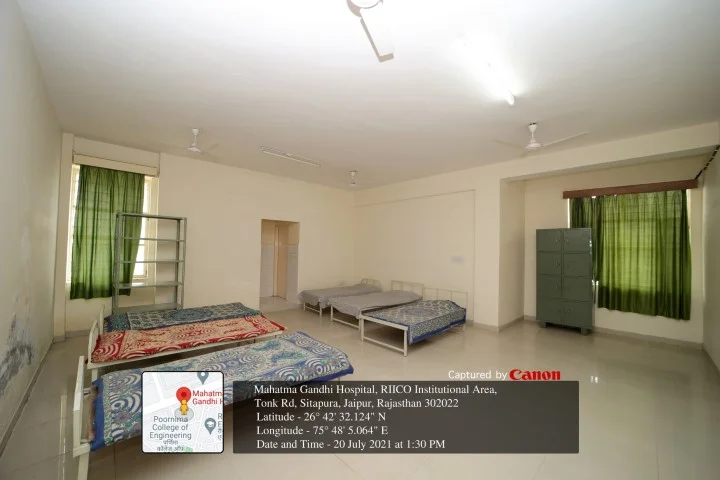 Captured by Canon
Mahatma Gandhi Hospital, RIICO Institutional Area,
Tonk Rd, Sitapura, Jaipur, Rajasthan 302022
Latitude - 26° 42' 32.124" N
Longitude - 75° 48' 5.064" E
Date and Time - 20 July 2021 at 1:30 PM
Mahatm
Gandhi H
Poornima
College of
Engineering